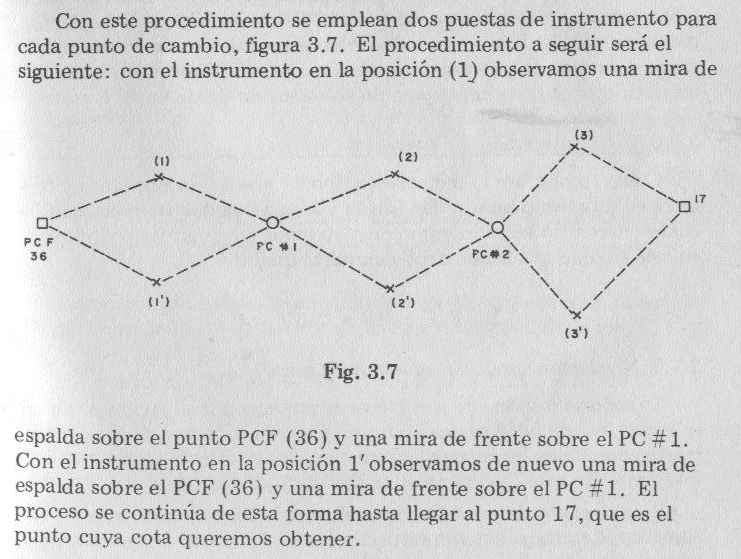 Con este procedimiento se emplean dos puestas de instrumento para
cada punto de cambio, figura 3.7. El procedimiento a seguir será el
siguiente: con el instrumento en la posición (1) observamos una mira de
(3)
(1)
(2)
17
PCF
36
PC #1
PC#2
(1')
(2')
(3')
Fig. 3.7
espalda sobre el punto PCF (36) y una mira de frente sobre el PC #1.
Con el instrumento en la posición 1' observamos de nuevo una mira de
espalda sobre el PCF (36) y una mira de frente sobre el PC #1. El
proceso se continúa de esta forma hasta llegar al punto 17, que es el
punto cuya cota queremos obtener.